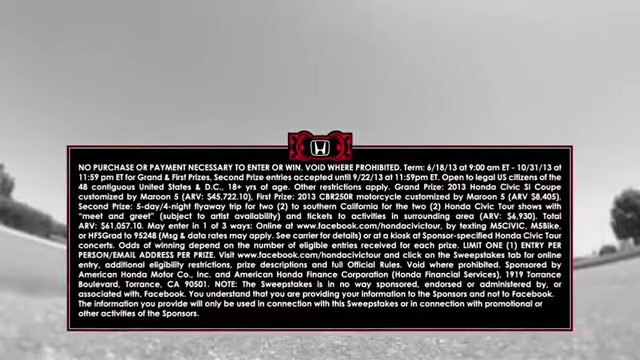 NO PURCHASE OR PAYMENT NECESSARY TO ENTER OR WIN. VOID WHERE PROHIBITED. Term: 6/18/13 at 9:00 am ET - 10/31/13 at
11:59 pm ET for Grand & First Prizes, Second Prize entries accepted until 9/22/13 at 11:59pm ET. Open to legal US citizens of the
48 contiguous United States & D.C., 18+ yrs of age. Other restrictions apply. Grand Prize: 2013 Honda Civic Si Coupe
customized by Maroon 5 (ARV: $45,722.10), First Prize: 2013 CBR250R motorcycle customized by Maroon 5 (ARV $8,405),
Second Prize: 5-day/4-night flyaway trip for two (2) to southern California for the two (2) Honda Civic Tour shows with
"meet and greet" (subject to artist availability) and tickets to activities in surrounding area (ARV: $6,930). Total
ARV: $61,057.10. May enter in 1 of 3 ways: Online at www.facebook.com/hondacivictour, by texting M5CIVIC, M5Bike,
or HFSGrad to 95248 (Msg & data rates may apply. See carrier for details) or at a kiosk at Sponsor-specified Honda Civic Tour
concerts. Odds of winning depend on the number of eligible entries received for each prize. LIMIT ONE (1) ENTRY PER
PERSON/EMAIL ADDRESS PER PRIZE. Visit www.facebook.com/hondacivictour and click on the Sweepstakes tab for online
entry, additional eligibility restrictions, prize descriptions and full Official Rules. Void where prohibited. Sponsored by
American Honda Motor Co., Inc. and American Honda Finance Corporation (Honda Financial Services), 1919 Torrance
Boulevard, Torrance, CA 90501. NOTE: The Sweepstakes is in no way sponsored, endorsed or administered by, or
associated with, Facebook. You understand that you are providing your information to the Sponsors and not to Facebook.
The information you provide will only be used in connection with this Sweepstakes or in connection with promotional or
other activities of the Sponsors.